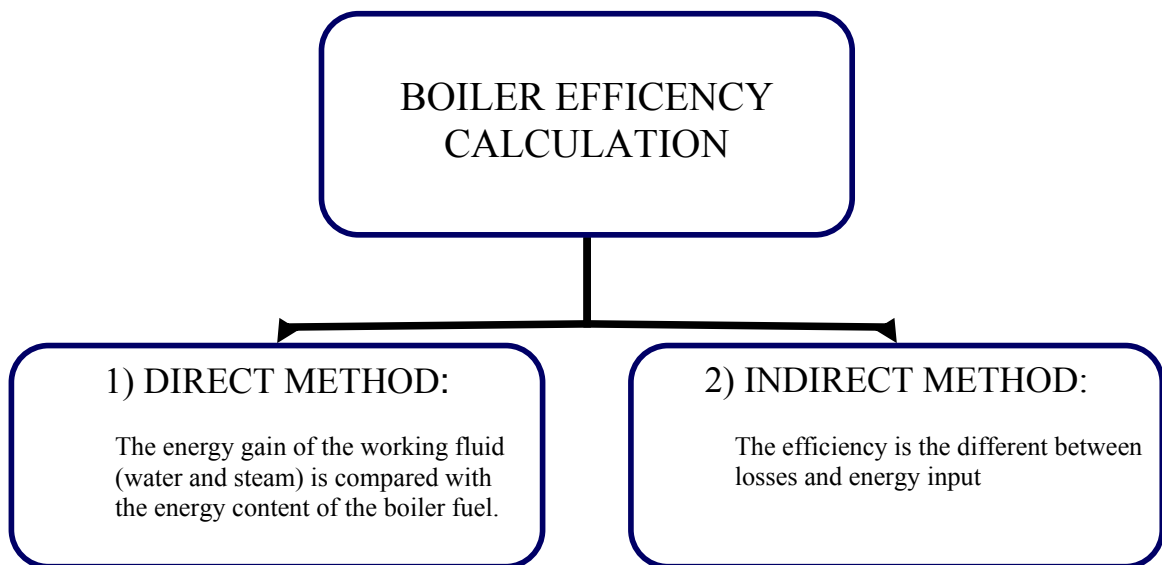 BOILER EFFICENCY
CALCULATION
1) DIRECT METHOD:
The energy gain of the working fluid
(water and steam) is compared with
the energy content of the boiler fuel.
2) INDIRECT METHOD:
The efficiency is the different between
losses and energy input